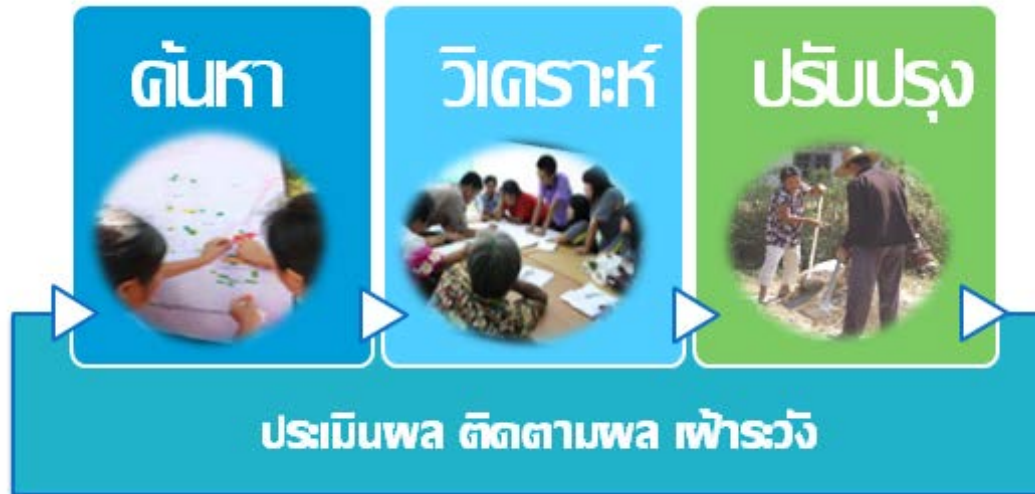 ค้นหา
วิเคราะห์
ปรับปรุง
ประเมินผล ติดตามผล เฝ้าระวัง